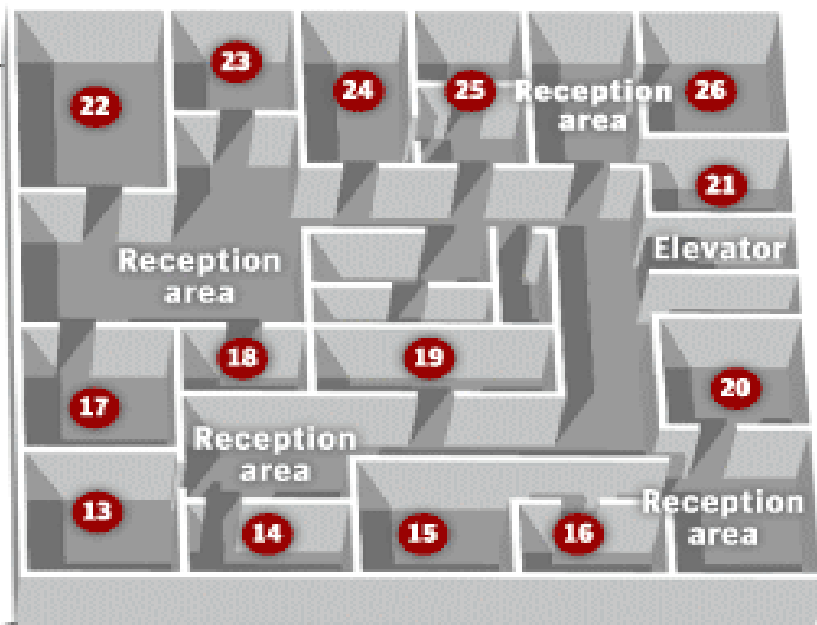 23
24
25
26
22
Reception
area
21
Elevator
Reception
area
18
19
20
17
Reception
area
13
14
15
16
Reception
area